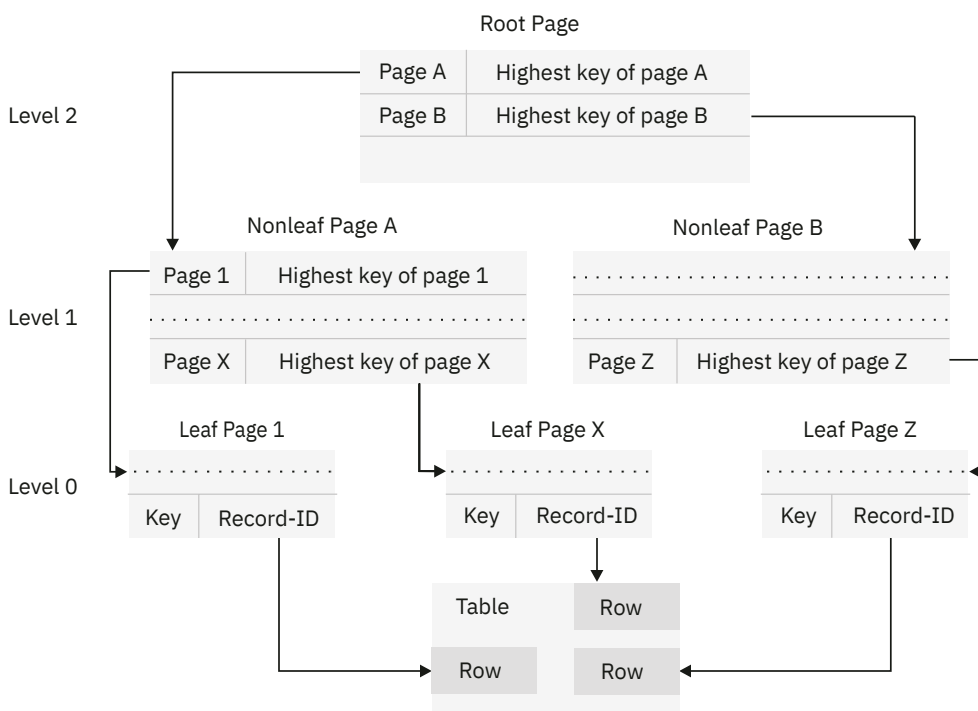 Root Page
Page A Highest key of page A
Level 2
Page B Highest key of page B
Nonleaf Page A
Nonleaf Page B
Page 1 Highest key of page 1
Level 1
Page X Highest key of page X
Page Z Highest key of page Z
Leaf Page 1
Leaf Page X
Leaf Page Z
Level 0
Key Record-ID
Key Record-ID
Key Record-ID
Table Row
Row Row